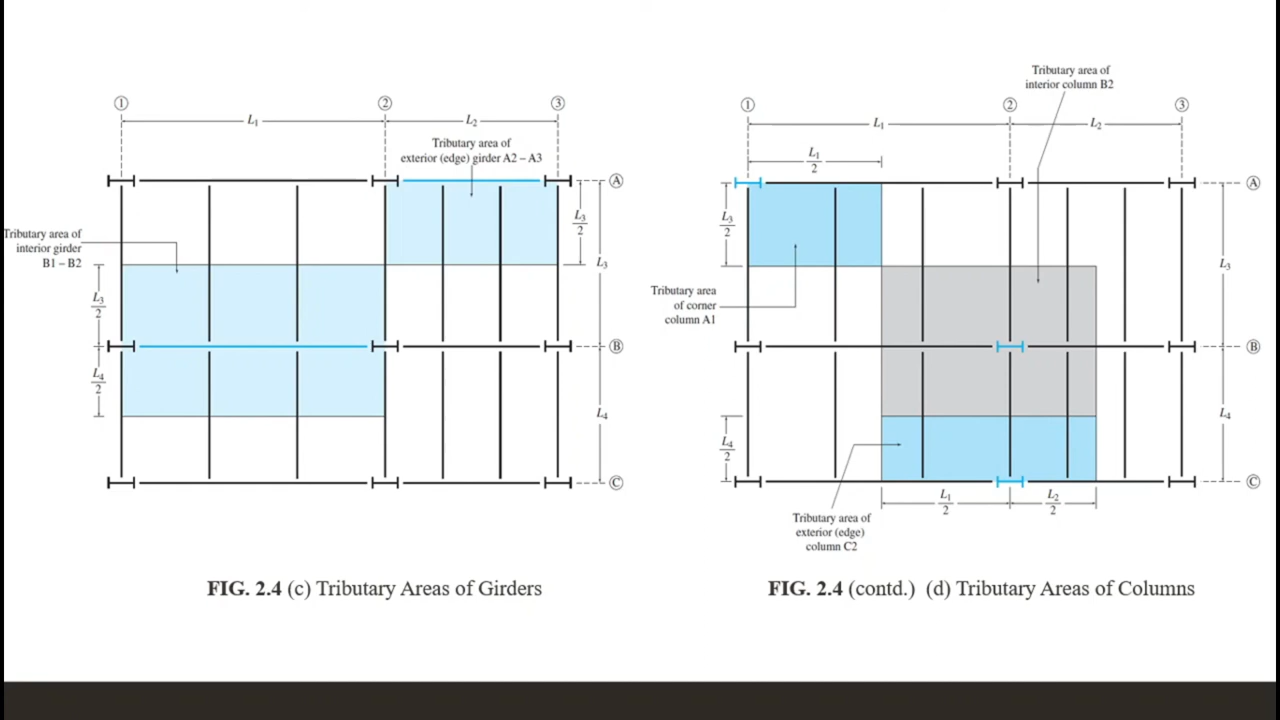 ①
②
③
L1
L2
Tributary area of
exterior (edge) girder A2 – A3
Ⓐ
L3
2
L3
Tributary area of
interior girder
B1 – B2
L3
2
Ⓑ
L4
2
L4
Ⓒ
FIG. 2.4 (c) Tributary Areas of Girders
Tributary area of
interior column B2
①
②
③
L1
L2
L1
2
Ⓐ
L3
2
L3
Tributary area
of corner
column A1
Ⓑ
L4
L4
2
Ⓒ
L1
2
L2
2
Tributary area of
exterior (edge)
column C2
FIG. 2.4 (contd.) (d) Tributary Areas of Columns